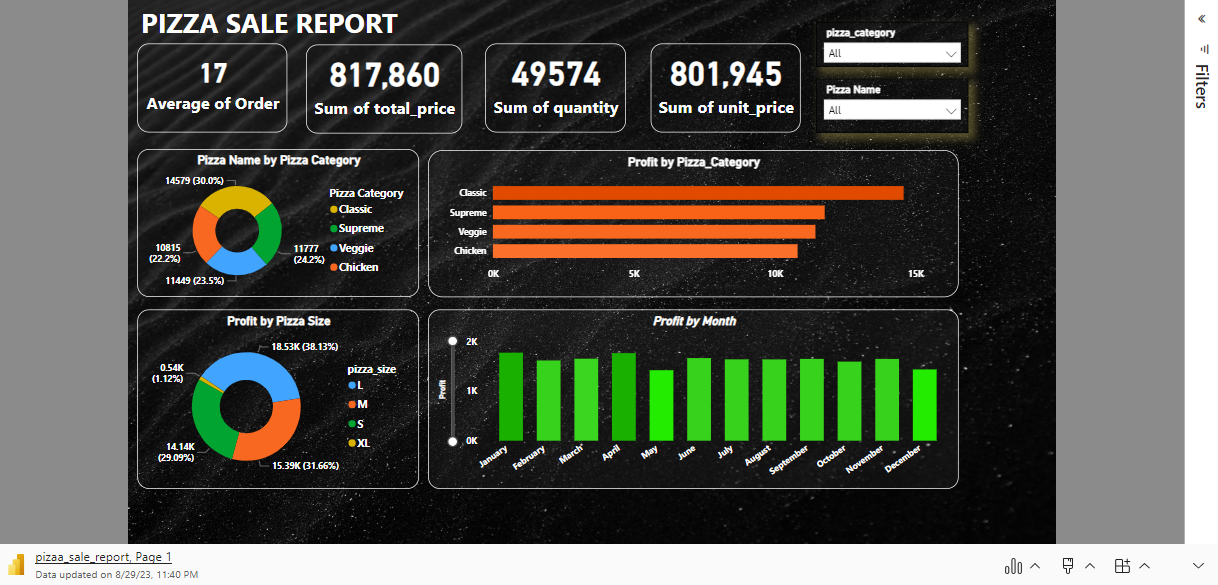 PIZZA SALE REPORT
17
Average of Order
817,860
Sum of total_price
49574
Sum of quantity
801,945
Sum of unit_price
pizza_category
All
Pizza Name
All
Filters
Pizza Name by Pizza Category
14579 (30.0%)
11777
(24.2%)
11449 (23.5%)
10815
(22.2%)
Pizza Category
Classic
Supreme
Veggie
Chicken
Profit by Pizza_Category
Classic
Supreme
Veggie
Chicken
0K 5K 10K 15K
Profit by Pizza Size
18.53K (38.13%)
0.54K
(1.12%)
14.14K
(29.09%)
15.39K (31.66%)
pizza_size
L
M
S
XL
Profit by Month
Profit
2K
1K
0K
January February March April May June July August September October November December
pizaa_sale_report, Page 1
Data updated on 8/29/23, 11:40 PM